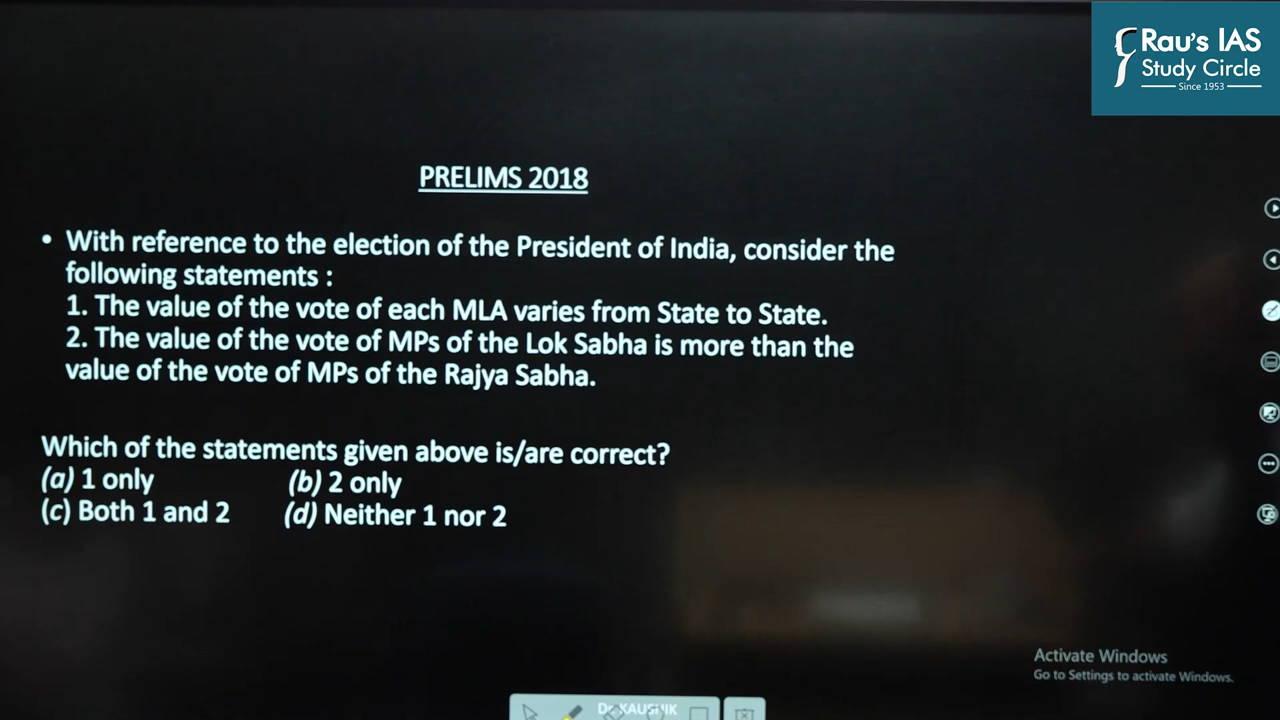 Rau's IAS
Study Circle
Since 1953
PRELIMS 2018
• With reference to the election of the President of India, consider the
following statements :
1. The value of the vote of each MLA varies from State to State.
2. The value of the vote of MPs of the Lok Sabha is more than the
value of the vote of MPs of the Rajya Sabha.
Which of the statements given above is/are correct?
(a) 1 only (b) 2 only
(c) Both 1 and 2 (d) Neither 1 nor 2
Activate Windows
Go to Settings to activate Windows.
Dr KAUSHIK